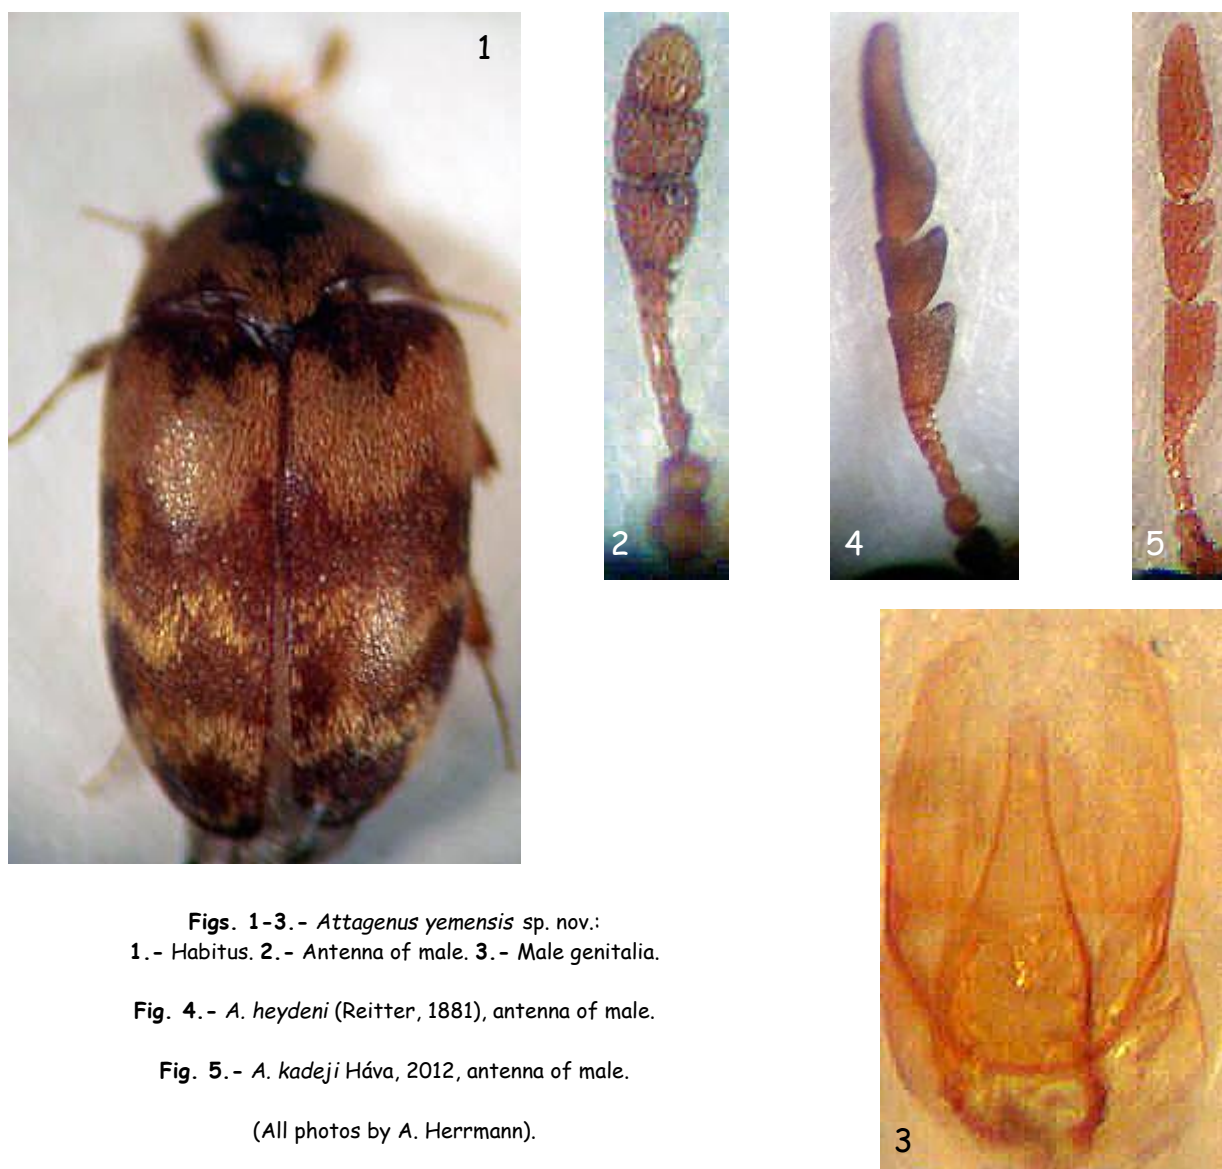 1
2
4
5
3
Figs. 1-3.- Attagenus yemensis sp. nov.:
1.- Habitus. 2.- Antenna of male. 3.- Male genitalia.
Fig. 4.- A. heydeni (Reitter, 1881), antenna of male.
Fig. 5.- A. kadeji Háva, 2012, antenna of male.
(All photos by A. Herrmann).